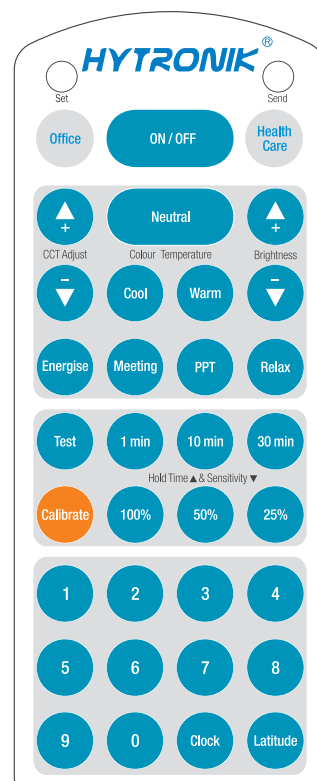 HYTRONIK®
Set Send
Office ON / OFF Health Care
+ Neutral +
CCT Adjust Colour Temperature Brightness
− Cool Warm −
Energise Meeting PPT Relax
Test 1 min 10 min 30 min
Hold Time ▲ & Sensitivity ▼
Calibrate 100% 50% 25%
1 2 3 4
5 6 7 8
9 0 Clock Latitude